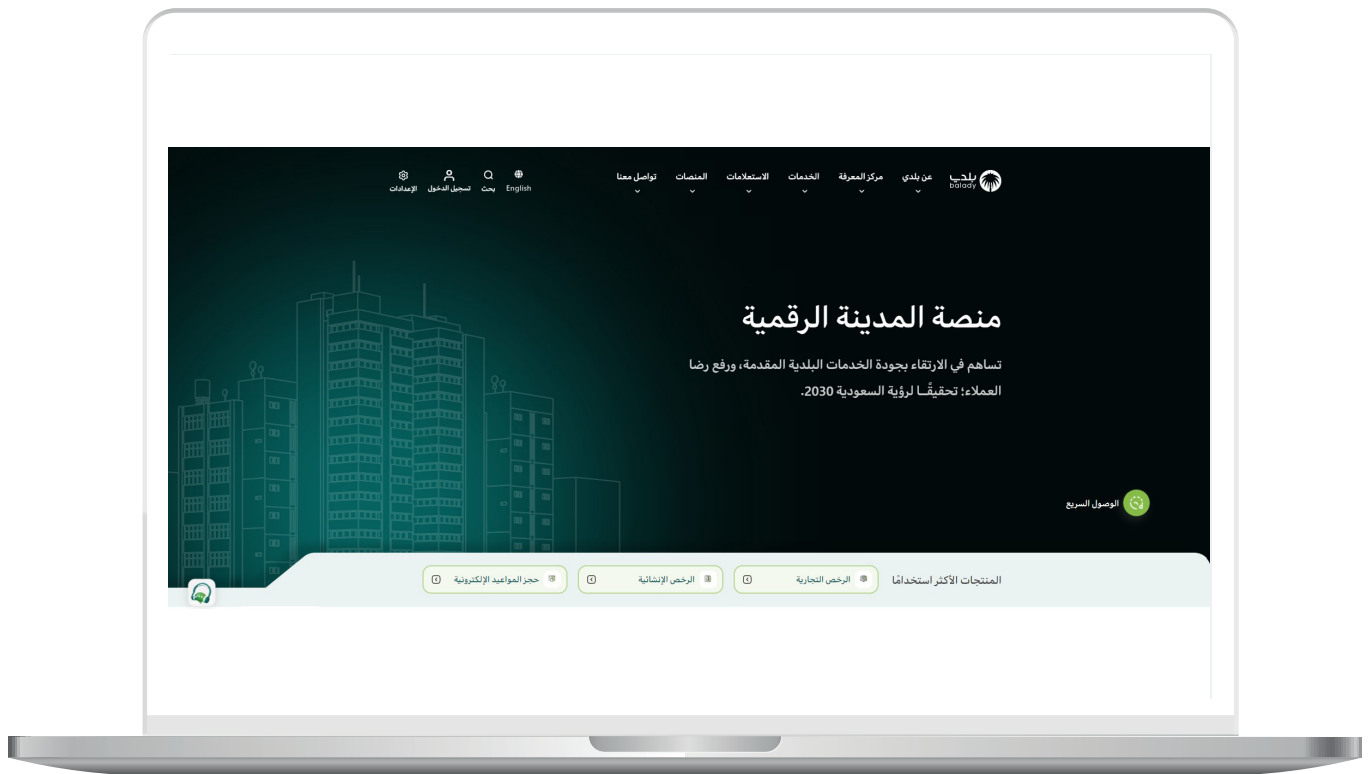 بلدي
balady
عن بلدي
مركز المعرفة
الخدمات
الاستعلامات
المنصات
تواصل معنا
English
بحث
تسجيل الدخول
الإعدادات
منصة المدينة الرقمية
تساهم في الارتقاء بجودة الخدمات البلدية المقدمة، ورفع رضا
العملاء؛ تحقيقًــا لرؤية السعودية 2030.
الوصول السريع
المنتجات الأكثر استخدامًا
الرخص التجارية
الرخص الإنشائية
حجز المواعيد الإلكترونية